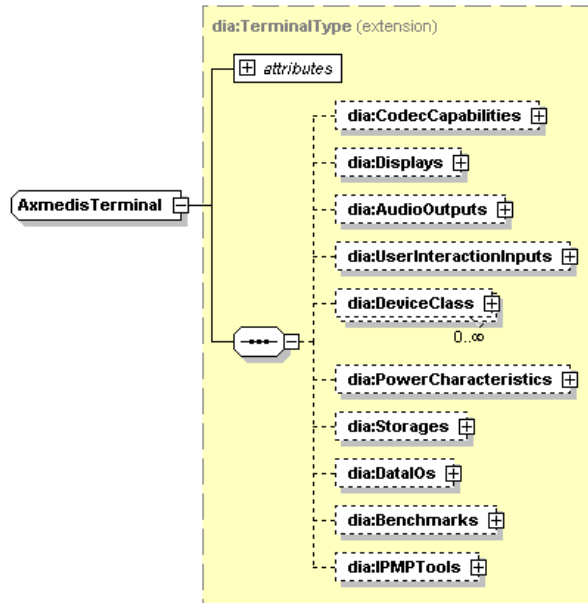 dia:TerminalType (extension)
attributes
dia:CodecCapabilities
dia:Displays
AxmedisTerminal
dia:AudioOutputs
dia:UserInteractionInputs
dia:DeviceClass
0..∞
dia:PowerCharacteristics
dia:Storages
dia:DataIOs
dia:Benchmarks
dia:IPMPTools